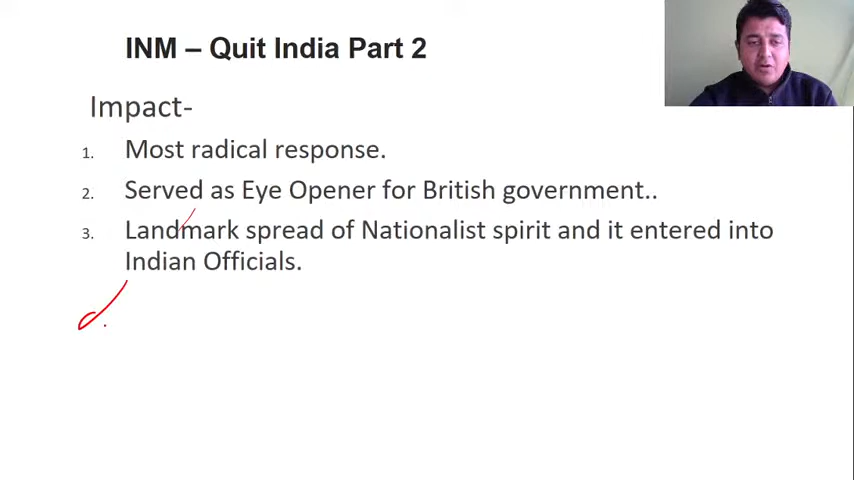 INM – Quit India Part 2
Impact-
1. Most radical response.
2. Served as Eye Opener for British government..
3. Landmark spread of Nationalist spirit and it entered into
Indian Officials.